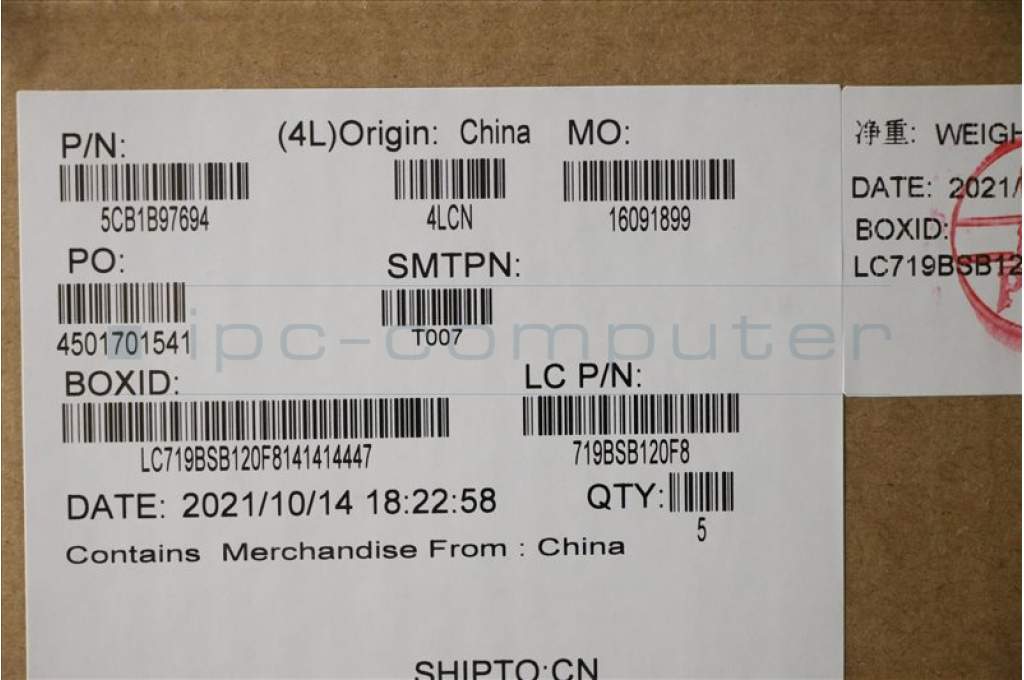 P/N:
(4L)Origin: China
MO:
5CB1B97694
4LCN
16091899
PO:
SMTPN:
4501701541
T007
BOXID:
LC P/N:
LC719BSB120F8141414447
719BSB120F8
DATE: 2021/10/14 18:22:58
QTY:
5
Contains Merchandise From : China
SHIPTO:CN
净重: WEIGH
DATE: 2021/
BOXID:
LC719BSB12
ipc-computer